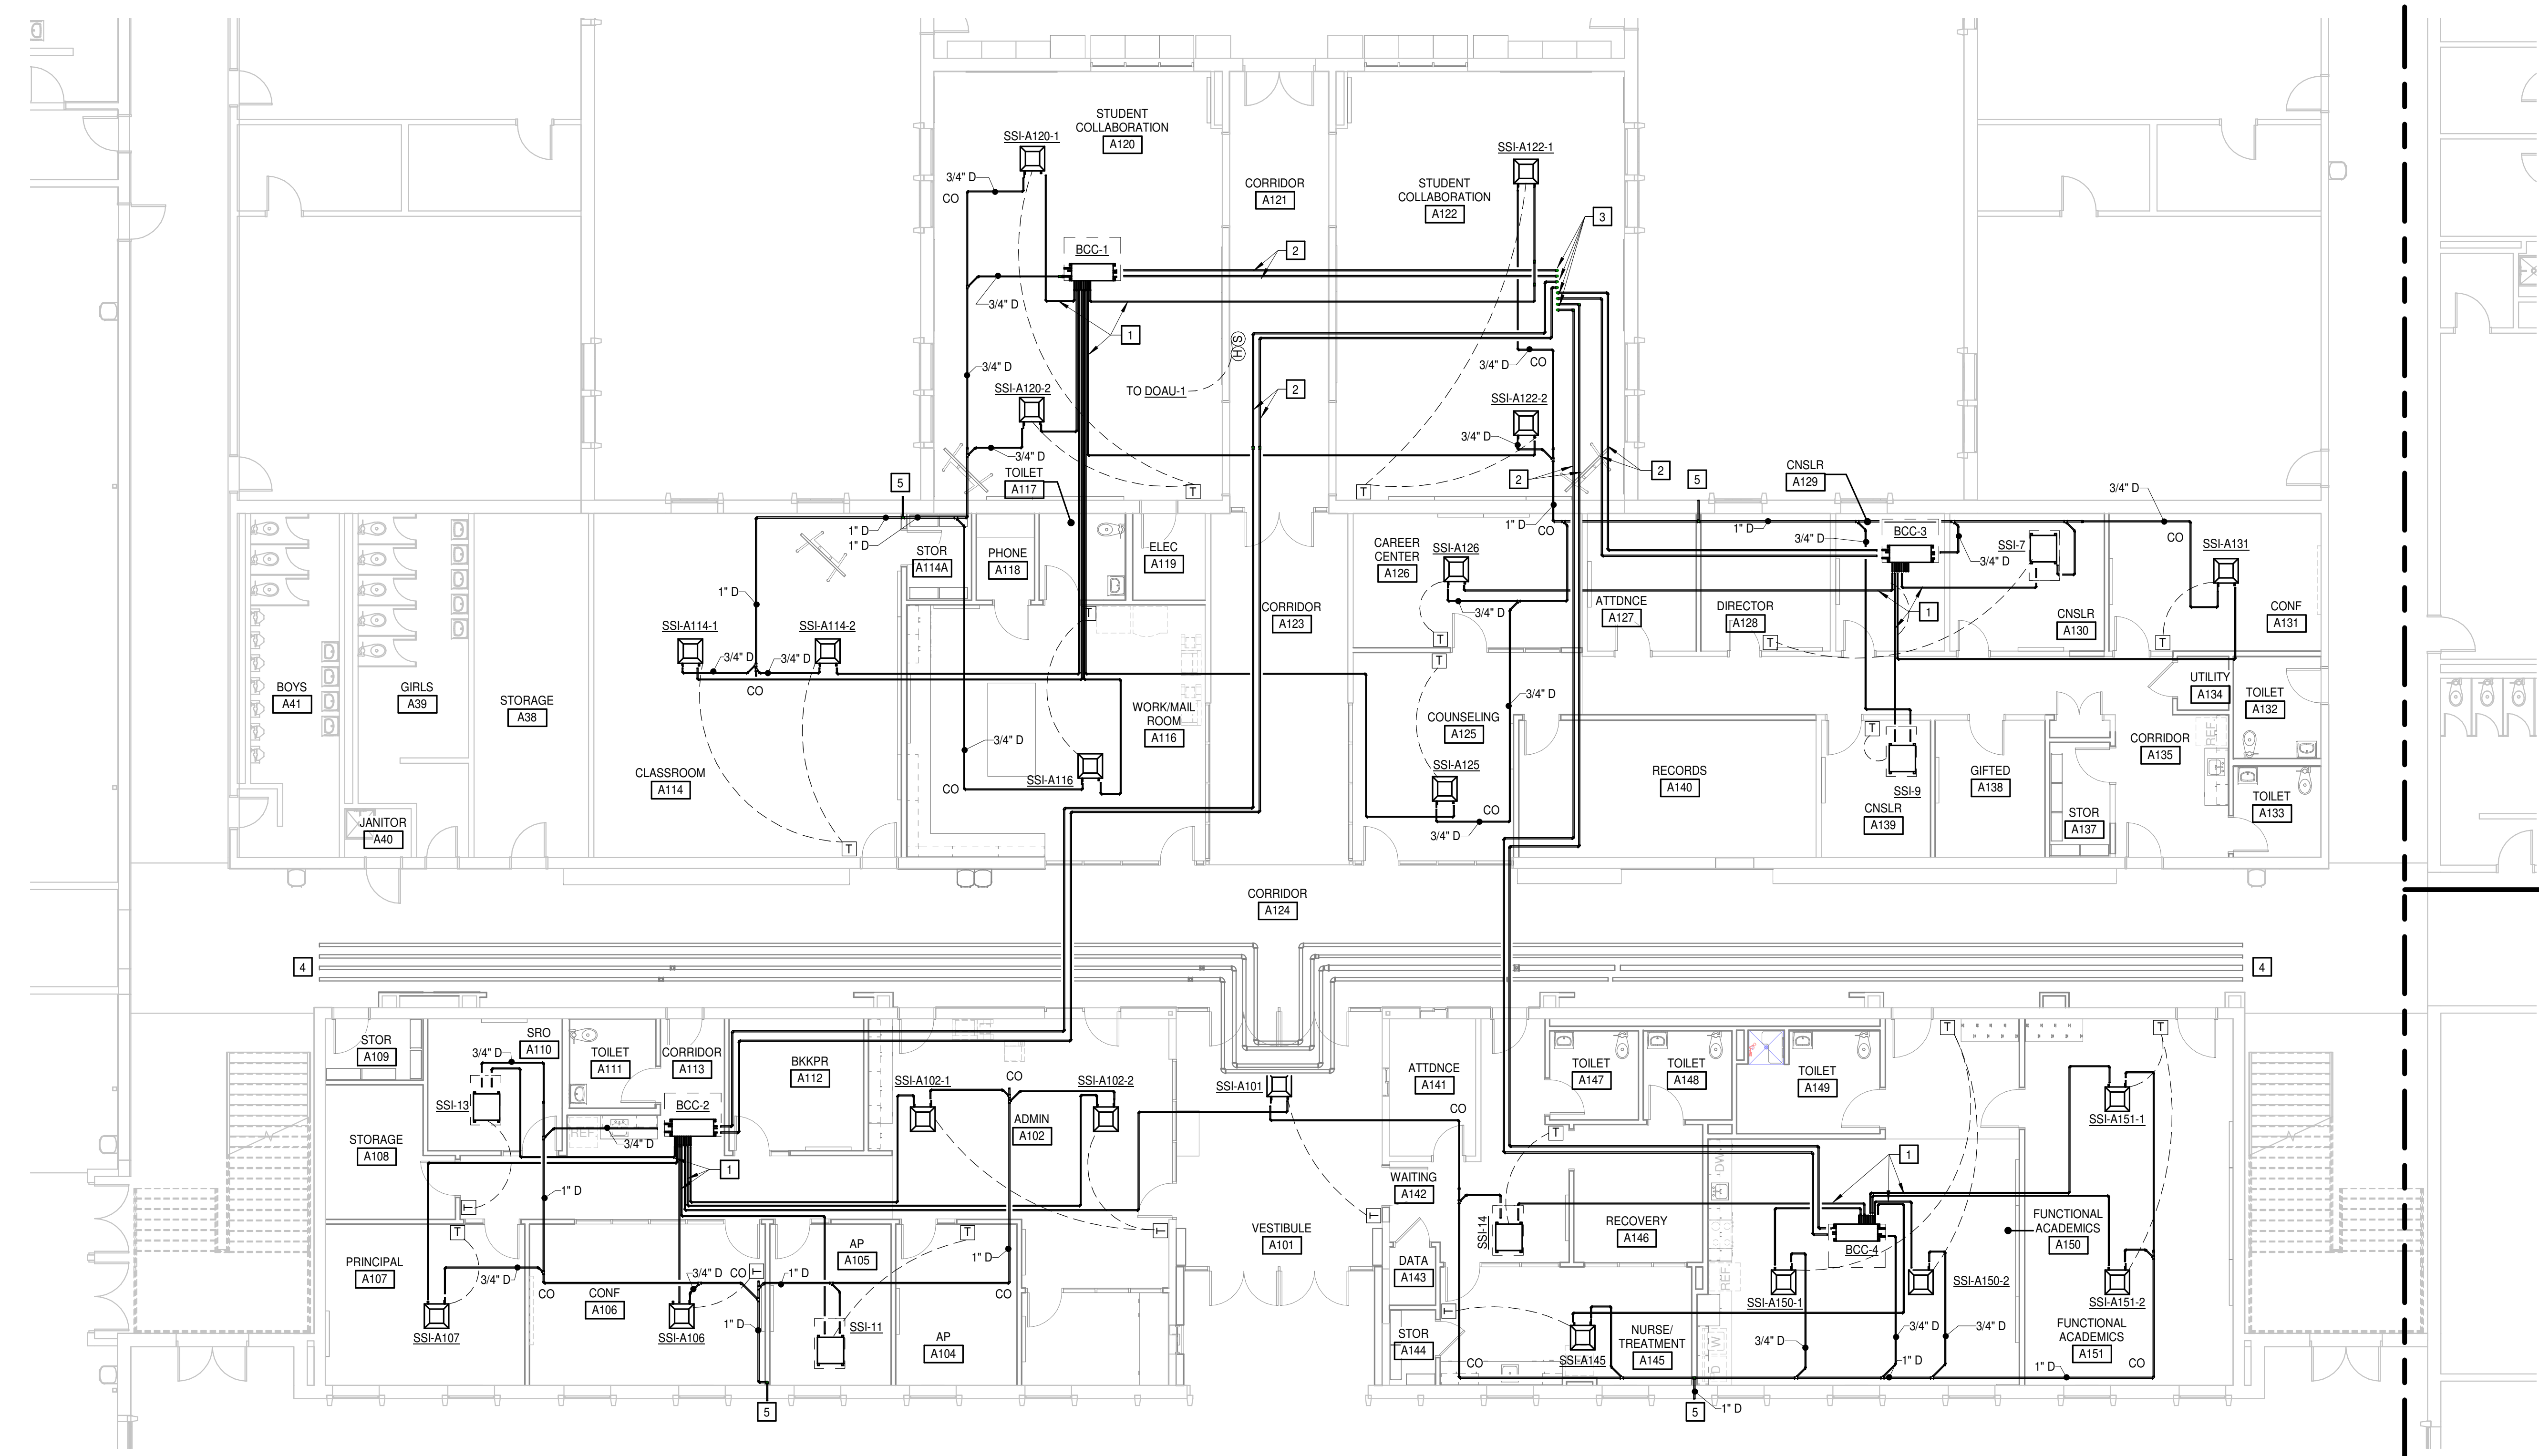 STUDENT
COLLABORATION
A120
SSI-A120-1
3/4" D
CO
CORRIDOR
A121
SSI-A122-1
STUDENT
COLLABORATION
A122
3
BCC-1
2
3/4" D
1
S
H
3/4" D
CO
3/4" D
SSI-A120-2
TO DOAU-1
2
SSI-A122-2
3/4" D
3/4" D
TOILET
A117
T
T
2
2
5
5
CNSLR
A129
3/4" D
1" D
1" D
STOR
A114A
PHONE
A118
ELEC
A119
1" D
CO
CAREER
CENTER
A126
SSI-A126
1" D
3/4" D
BCC-3
3/4" D
SSI-7
CO
SSI-A131
1" D
3/4" D
T
CORRIDOR
A123
ATTDNCE
A127
DIRECTOR
A128
1
CNSLR
A130
CONF
A131
SSI-A114-1
SSI-A114-2
3/4" D
3/4" D
CO
T
T
T
T
BOYS
A41
GIRLS
A39
STORAGE
A38
3/4" D
UTILITY
A134
TOILET
A132
WORK/MAIL
ROOM
A116
COUNSELING
A125
T
CORRIDOR
A135
REF.
3/4" D
CLASSROOM
A114
SSI-A116
CO
SSI-A125
CO
3/4" D
RECORDS
A140
SSI-9
CNSLR
A139
GIFTED
A138
STOR
A137
TOILET
A133
JANITOR
A40
T
CORRIDOR
A124
4
4
STOR
A109
SRO
A110
3/4" D
TOILET
A111
CORRIDOR
A113
BKKPR
A112
SSI-A102-1
CO
SSI-A102-2
SSI-A101
ATTDNCE
A141
TOILET
A147
TOILET
A148
TOILET
A149
T
T
SSI-13
BCC-2
REF.
3/4" D
ADMIN
A102
CO
SSI-A151-1
STORAGE
A108
T
DW
1
1
1" D
T
WAITING
A142
T
T
T
T
T
VESTIBULE
A101
SSI-14
RECOVERY
A146
FUNCTIONAL
ACADEMICS
A150
PRINCIPAL
A107
AP
A105
1" D
DATA
A143
BCC-4
3/4" D
3/4" D
CO
T
1" D
CO
CO
CONF
A106
REF.
SSI-A150-2
SSI-A150-1
SSI-A151-2
T
SSI-A107
SSI-A106
1" D
SSI-11
AP
A104
STOR
A144
NURSE/
TREATMENT
A145
SSI-A145
CO
D
W
3/4" D
3/4" D
3/4" D
1" D
FUNCTIONAL
ACADEMICS
A151
1" D
CO
5
5
1" D